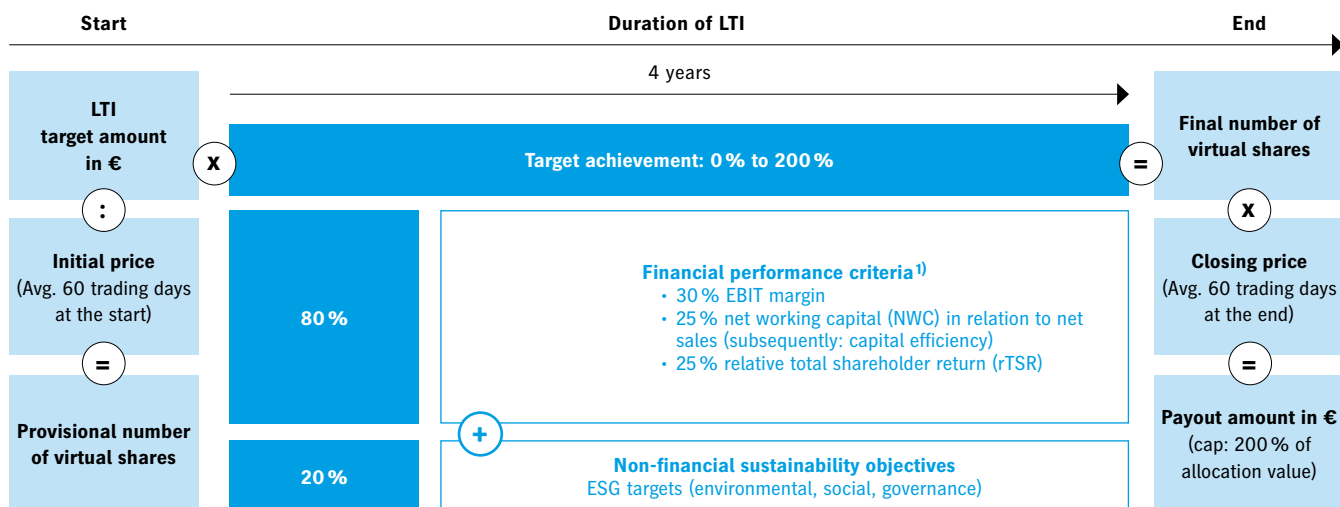 Start
Duration of LTI
End
4 years
LTI
target amount
in €
:
Initial price
(Avg. 60 trading days
at the start)
=
Provisional number
of virtual shares
x
Target achievement: 0 % to 200 %
80 %
Financial performance criteria¹⁾
• 30 % EBIT margin
• 25 % net working capital (NWC) in relation to net
sales (subsequently: capital efficiency)
• 25 % relative total shareholder return (rTSR)
+
20 %
Non-financial sustainability objectives
ESG targets (environmental, social, governance)
=
Final number of
virtual shares
x
Closing price
(Avg. 60 trading days
at the end)
=
Payout amount in €
(cap: 200 % of
allocation value)